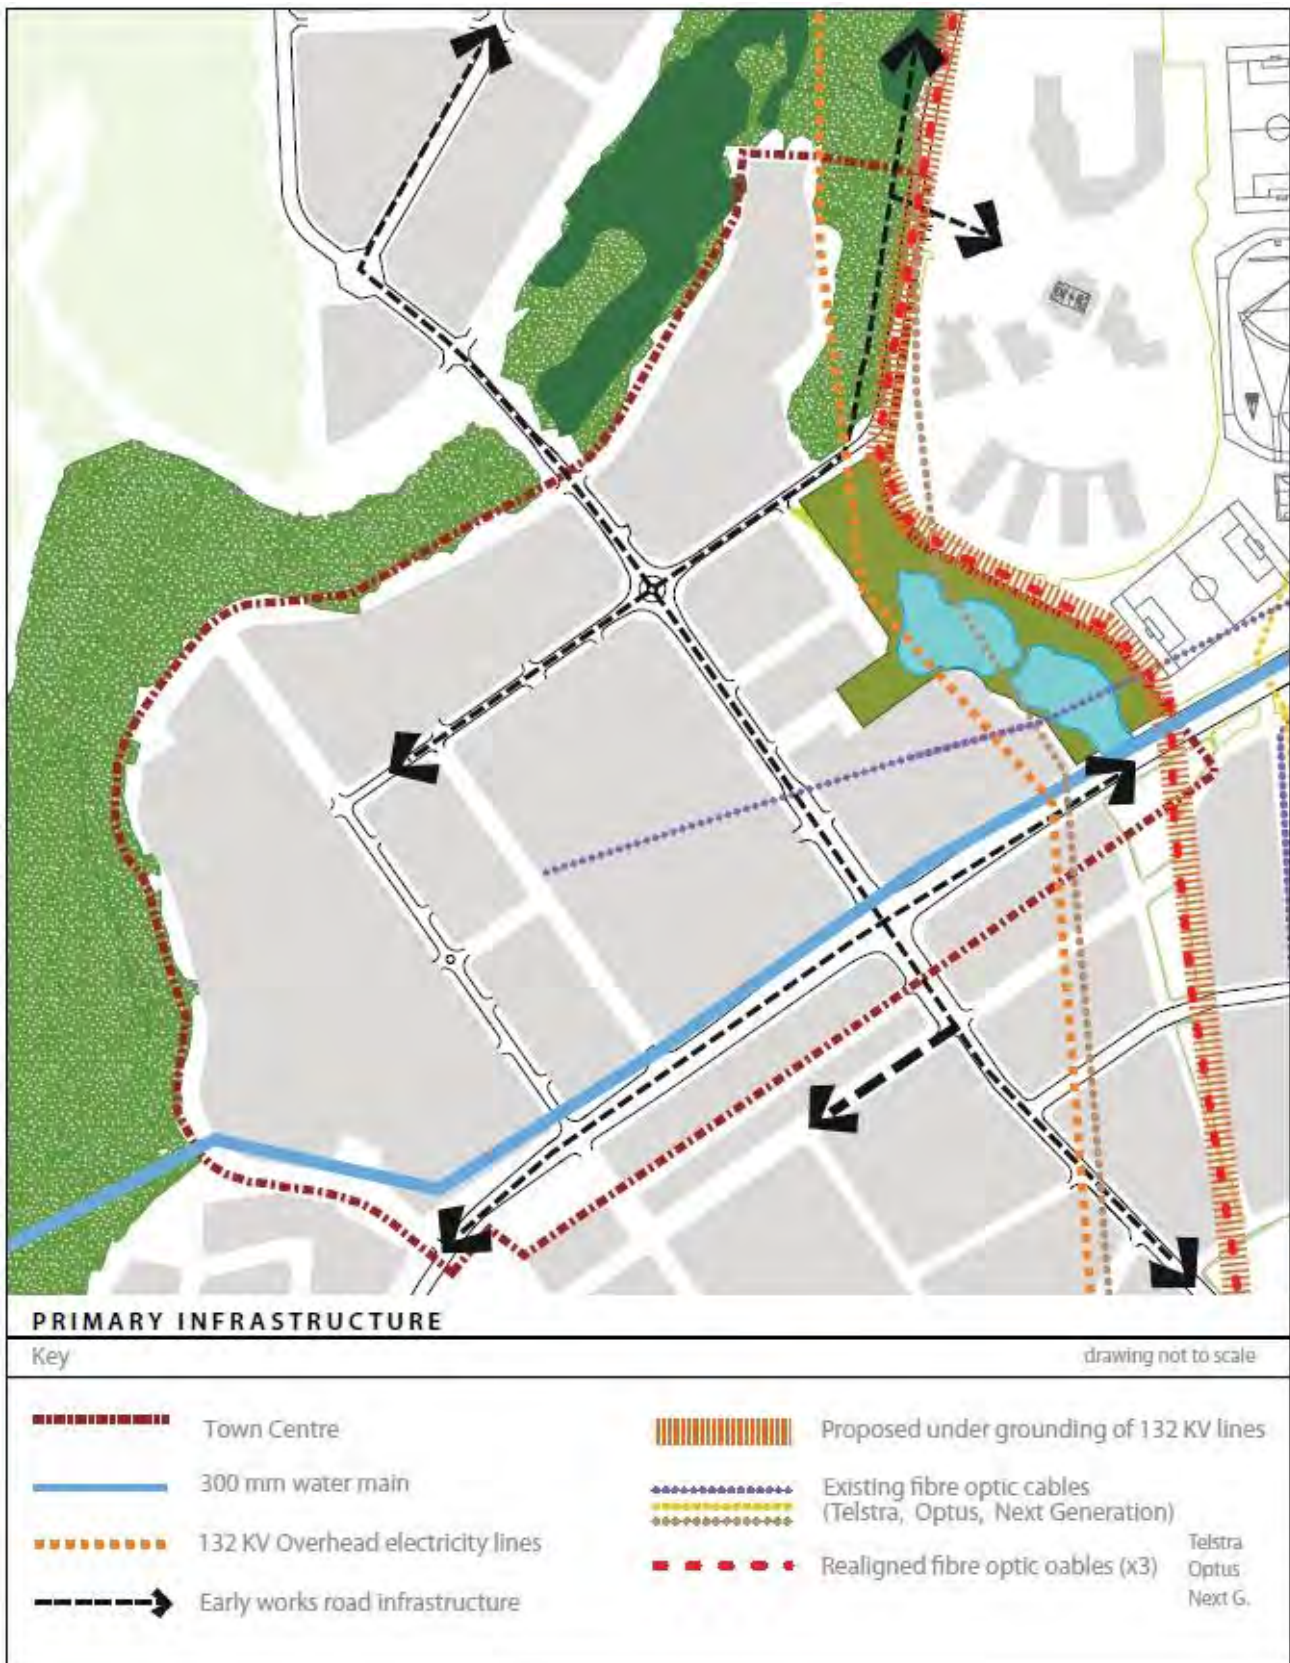 PRIMARY INFRASTRUCTURE
Key
drawing not to scale
Town Centre
300 mm water main
132 KV Overhead electricity lines
Early works road infrastructure
Proposed under grounding of 132 KV lines
Existing fibre optic cables
(Telstra, Optus, Next Generation)
Realigned fibre optic oables (x3)
Telstra
Optus
Next G.